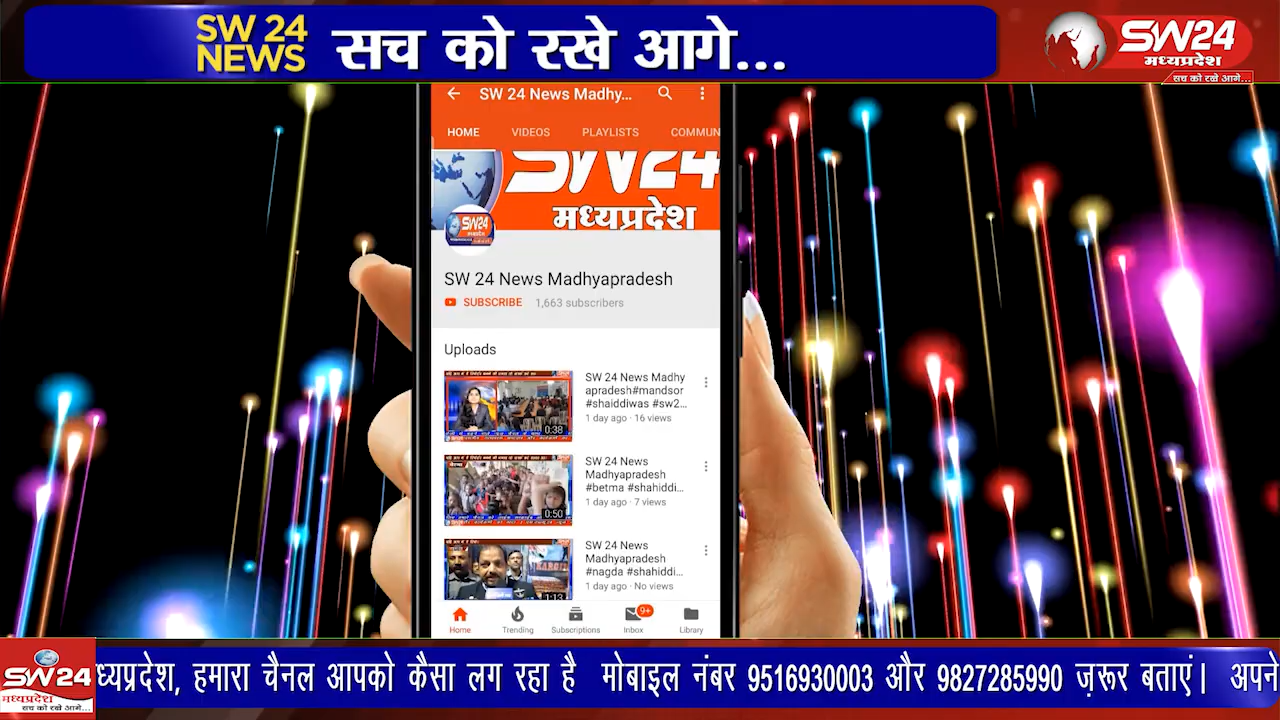 SW 24
NEWS
सच को रखे आगे...
SW24
मध्यप्रदेश
सच को रखे आगे...
SW 24 News Madhy...
HOME VIDEOS PLAYLISTS COMMUN
SW24
मध्यप्रदेश
SW24
SW 24 News Madhyapradesh
SUBSCRIBE 1,663 subscribers
Uploads
SW 24 News Madhy
apradesh#mandsor
#shaiddiwas #sw2...
1 day ago · 16 views
0:38
SW 24 News
Madhyapradesh
#betma #shahiddi...
1 day ago · 7 views
0:50
SW 24 News
Madhyapradesh
#nagda #shahiddi...
1 day ago · No views
1:13
9+
Home Trending Subscriptions Inbox Library
SW24
मध्यप्रदेश
सच को रखे आगे...
ध्यप्रदेश, हमारा चैनल आपको कैसा लग रहा है मोबाइल नंबर 9516930003 और 9827285990 ज़रूर बताएं। अपने